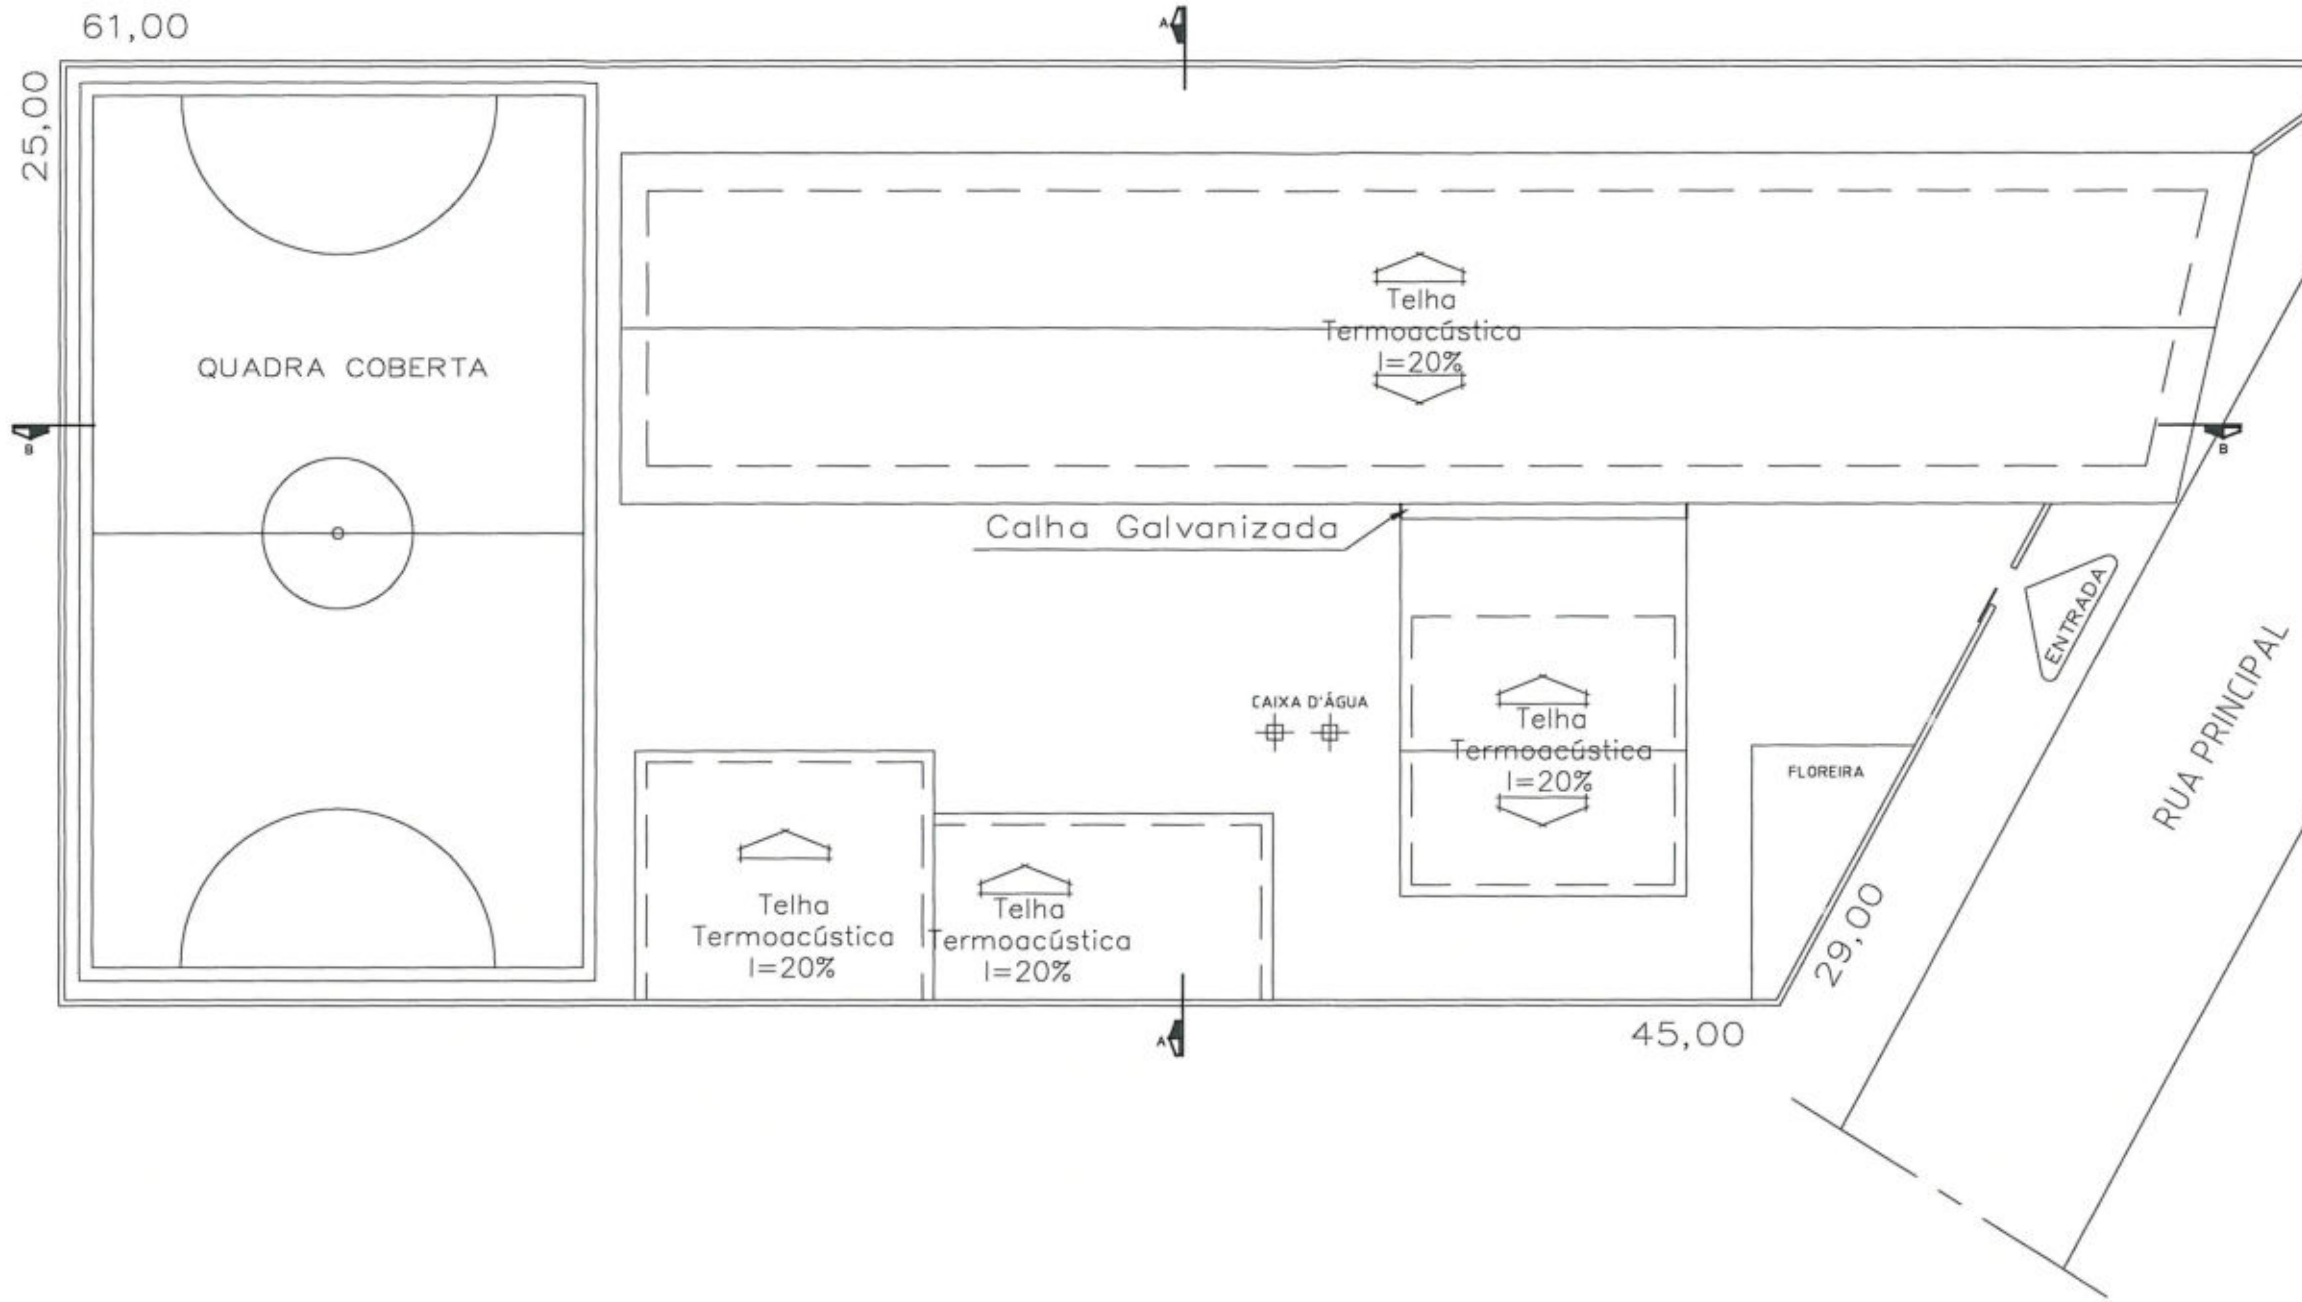 61,00
A
25,00
Telha
Termoacústica
I=20%
QUADRA COBERTA
B
B
Calha Galvanizada
ENTRADA
RUA PRINCIPAL
CAIXA D'ÁGUA
Telha
Termoacústica
I=20%
FLOREIRA
Telha
Termoacústica
I=20%
Telha
Termoacústica
I=20%
29,00
A
45,00